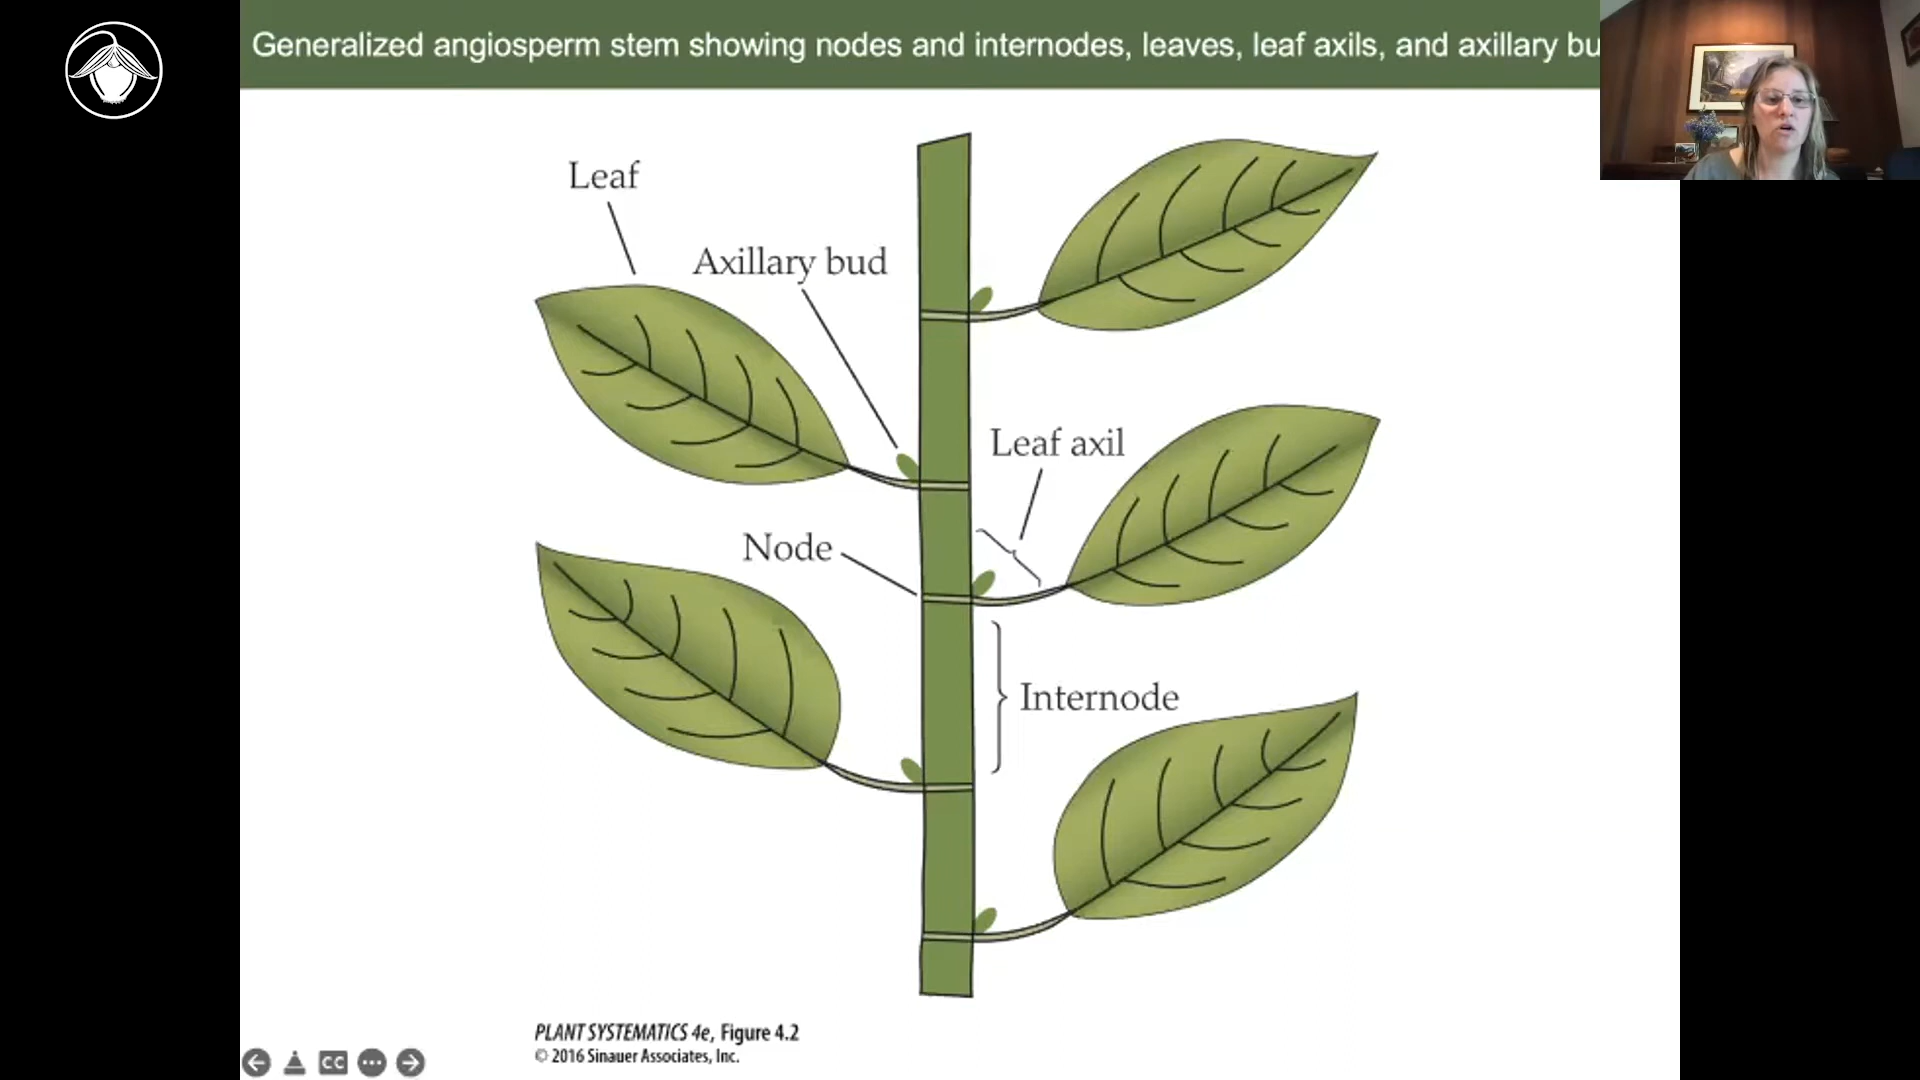 Generalized angiosperm stem showing nodes and internodes, leaves, leaf axils, and axillary bu
Leaf
Axillary bud
Leaf axil
Node
Internode
PLANT SYSTEMATICS 4e, Figure 4.2
© 2016 Sinauer Associates, Inc.
CC